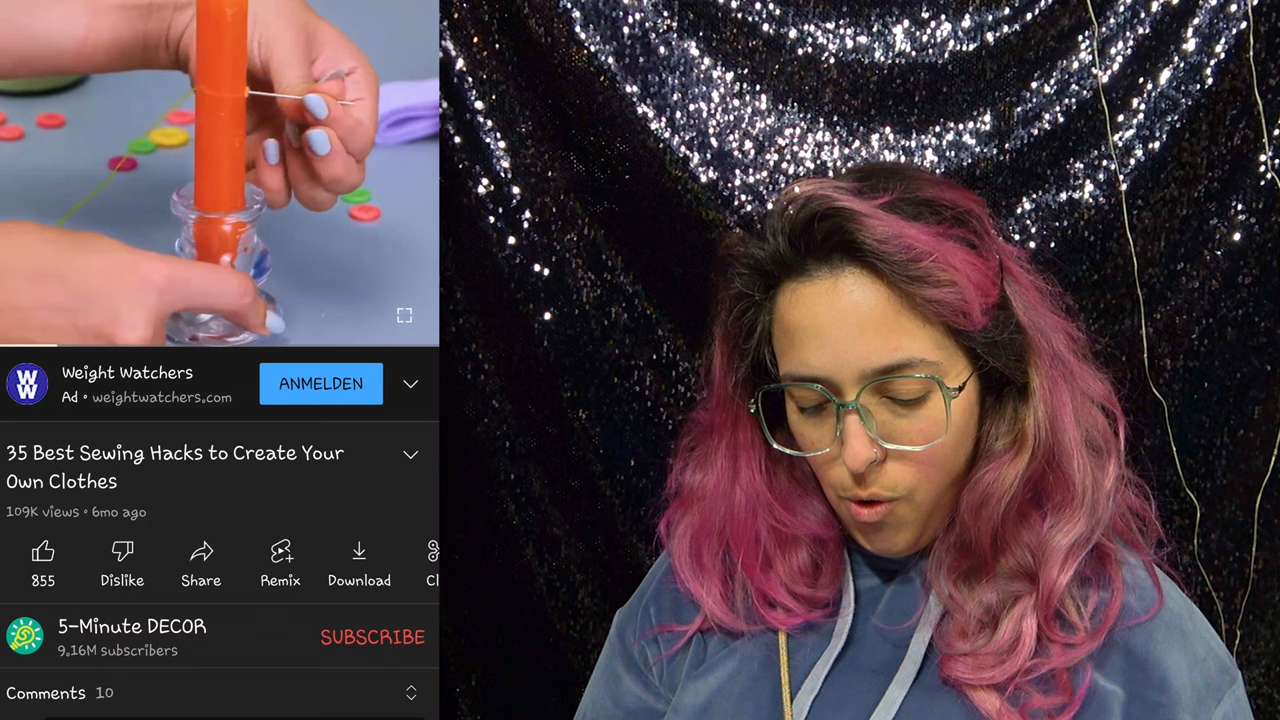 Weight Watchers
Ad • weightwatchers.com
ANMELDEN
35 Best Sewing Hacks to Create Your
Own Clothes
109K views • 6mo ago
855
Dislike
Share
Remix
Download
Cl
5-Minute DECOR
9.16M subscribers
SUBSCRIBE
Comments 10